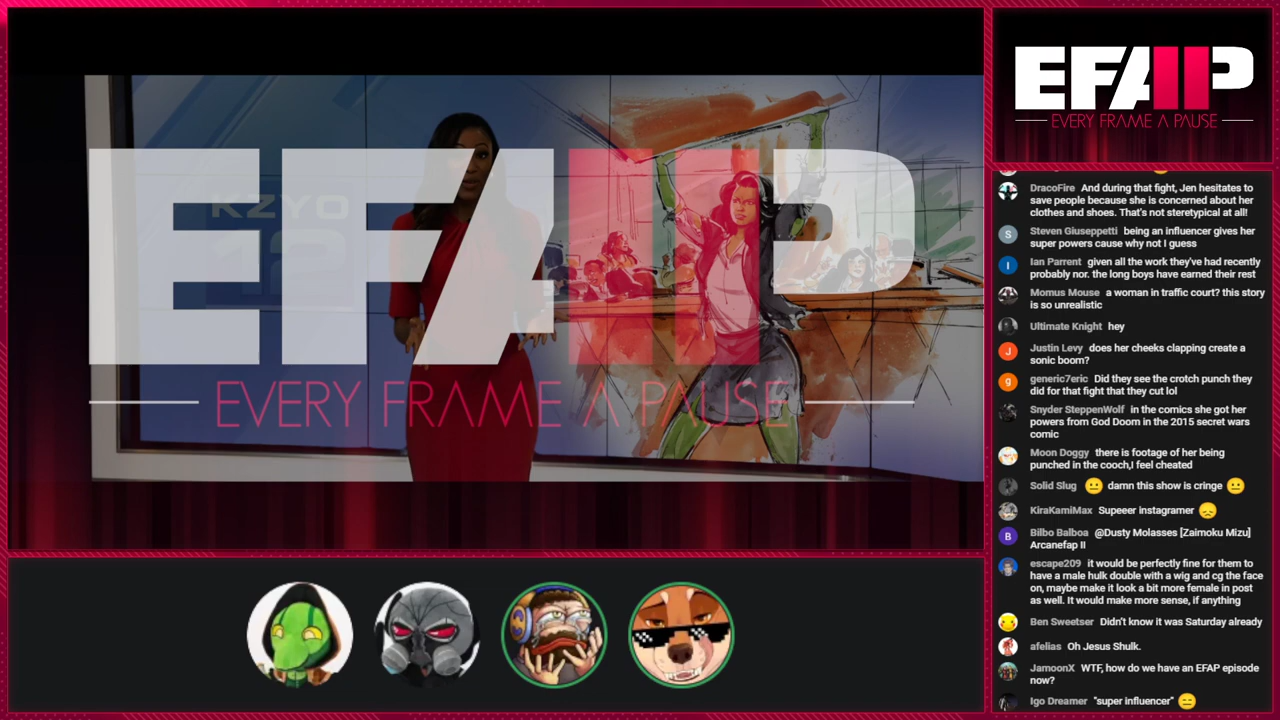 KZYO
12
EFAP
EVERY FRAME A PAUSE
EFAP
EVERY FRAME A PAUSE
DracoFire And during that fight, Jen hesitates to
save people because she is concerned about her
clothes and shoes. That's not steretypical at all!
Steven Giuseppetti being an influencer gives her
super powers cause why not I guess
Ian Parrent given all the work they've had recently
probably nor. the long boys have earned their rest
Momus Mouse a woman in traffic court? this story
is so unrealistic
Ultimate Knight hey
Justin Levy does her cheeks clapping create a
sonic boom?
generic7eric Did they see the crotch punch they
did for that fight that they cut lol
Snyder SteppenWolf in the comics she got her
powers from God Doom in the 2015 secret wars
comic
Moon Doggy there is footage of her being
punched in the cooch,I feel cheated
Solid Slug 😐 damn this show is cringe 😐
KiraKamiMax Supeeer instagramer 😞
Bilbo Balboa @Dusty Molasses [Zaimoku Mizu]
Arcanefap II
escape209 it would be perfectly fine for them to
have a male hulk double with a wig and cg the face
on, maybe make it look a bit more female in post
as well. It would make more sense, if anything
Ben Sweetser Didn't know it was Saturday already
afelias Oh Jesus Shulk.
JamoonX WTF, how do we have an EFAP episode
now?
Igo Dreamer "super influencer" 😑